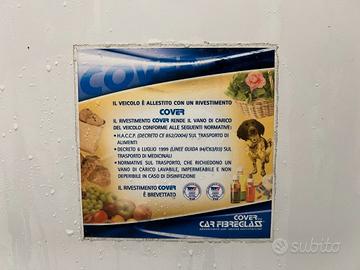 COVER
IL VEICOLO È ALLESTITO CON UN RIVESTIMENTO
COVER
IL RIVESTIMENTO COVER RENDE IL VANO DI CARICO
DEL VEICOLO CONFORME ALLE SEGUENTI NORMATIVE:
• H.A.C.C.P. (DECRETO CE 852/2004) SUL TRASPORTO DI
ALIMENTI
• DECRETO 6 LUGLIO 1999 (LINEE GUIDA 94/C63/03) SUL
TRASPORTO DI MEDICINALI
• NORMATIVE SUL TRASPORTO, CHE RICHIEDONO UN
VANO DI CARICO LAVABILE, IMPERMEABILE E NON
DEPERIBILE IN CASO DI DISINFEZIONE
IL RIVESTIMENTO COVER
È BREVETTATO
COVER
CAR FIBREGLASS
subito